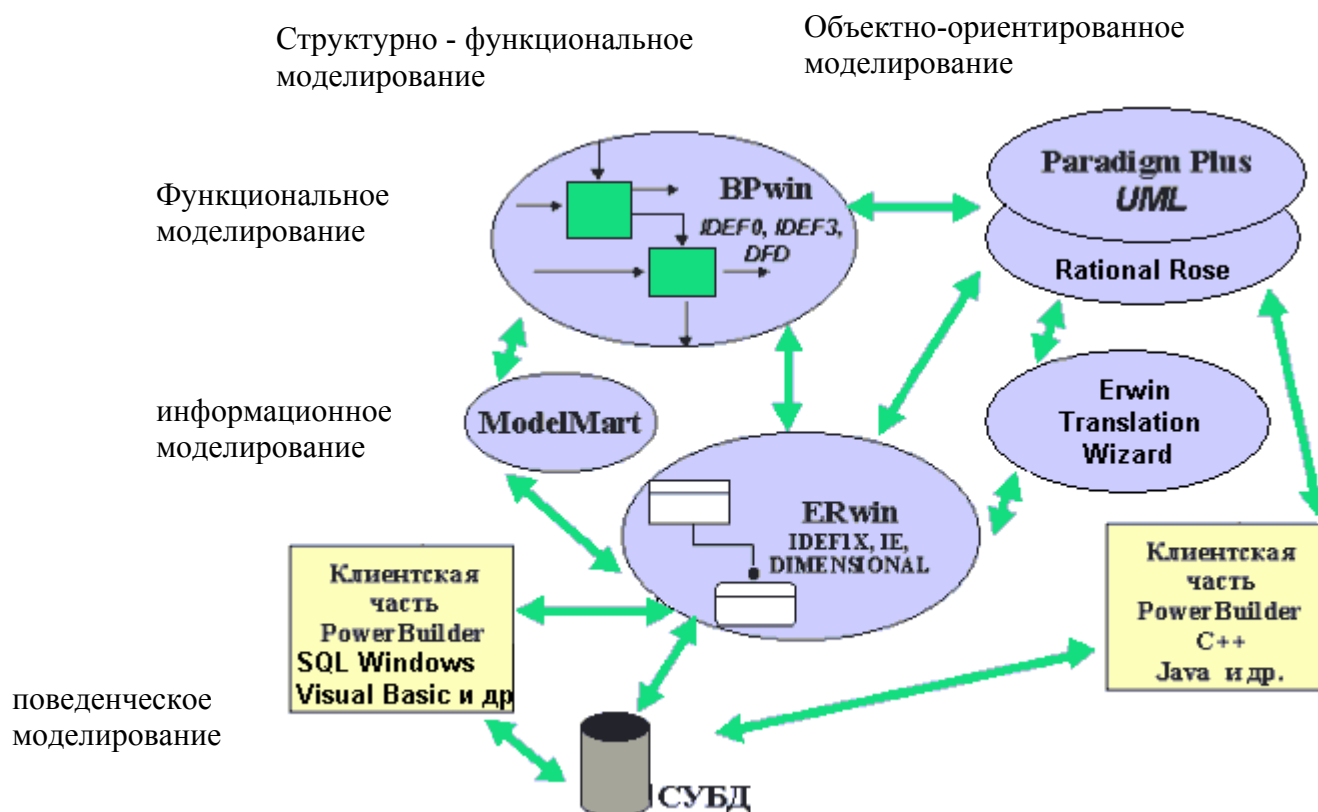 Структурно - функциональное
моделирование
Объектно-ориентированное
моделирование
Функциональное
моделирование
BPwin
IDEF0, IDEF3,
DFD
Paradigm Plus
UML
Rational Rose
информационное
моделирование
ModelMart
Erwin
Translation
Wizard
ERwin
IDEF1X, IE,
DIMENSIONAL
Клиентская
часть
PowerBuilder
SQL Windows
Visual Basic и др
Клиентская
часть
PowerBuilder
C++
Java и др.
поведенческое
моделирование
СУБД